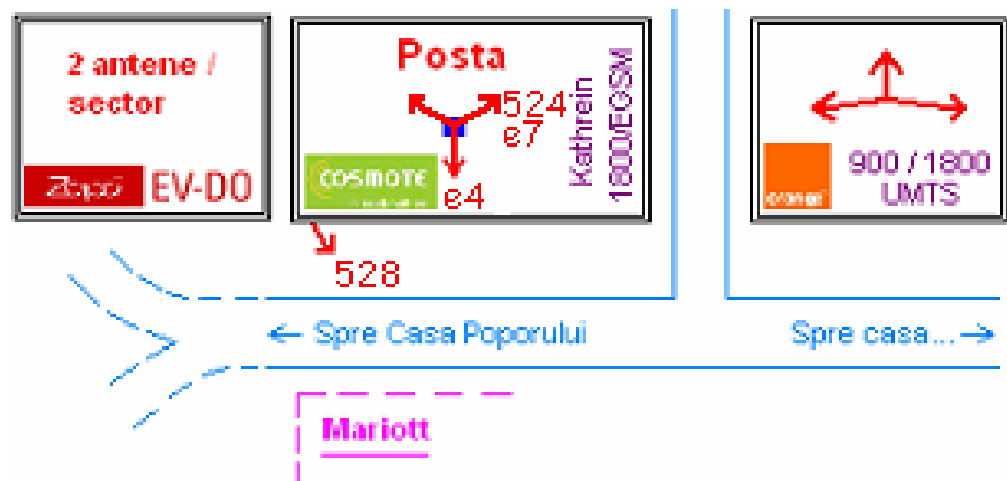 2 antene /
sector
Zapp
EV-DO
Posta
524
e7
e4
COSMOTE
Kathrein
1800/EGSM
528
900 / 1800
UMTS
orange
← Spre Casa Poporului
Spre casa... →
Mariott